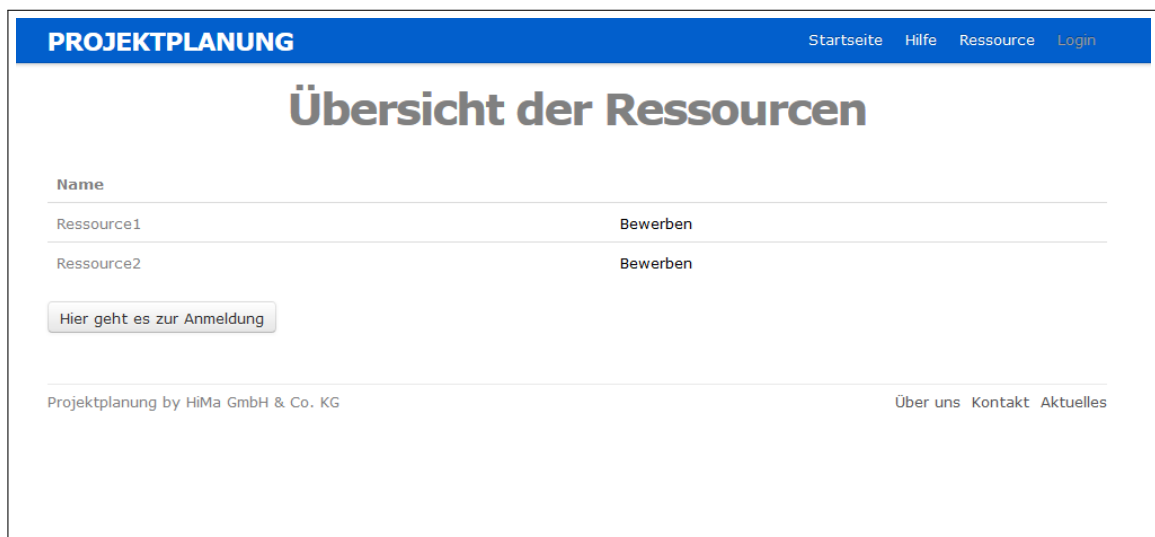 PROJEKTPLANUNG Startseite Hilfe Ressource Login
Übersicht der Ressourcen
Name
Ressource1 Bewerben
Ressource2 Bewerben
Hier geht es zur Anmeldung
Projektplanung by HiMa GmbH & Co. KG Über uns Kontakt Aktuelles